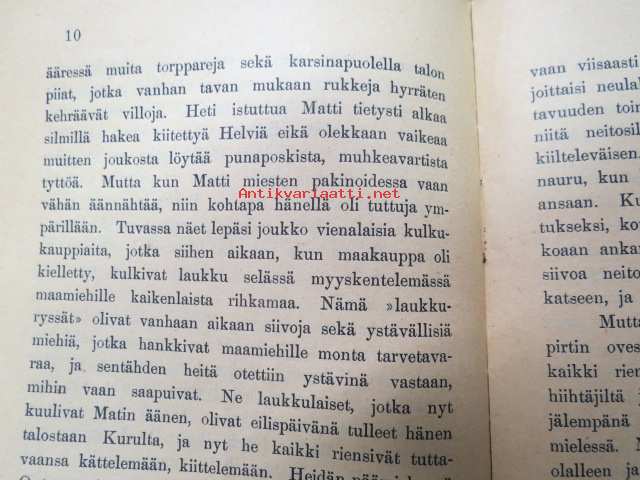 10
ääressä muita torppareja sekä karsinapuolella talon
piiat, jotka vanhan tavan mukaan rukkeja hyrräten
kehräävät villoja. Heti istuttua Matti tietysti alkaa
silmillä hakea kiitettyä Helviä eikä olekkaan vaikeaa
muitten joukosta löytää punaposkista, muhkeavartista
tyttöä. Mutta kun Matti miesten pakinoidessa vaan
vähän äännähtää, niin kohtapa hänellä oli tuttuja ym-
pärillään. Tuvassa näet lepäsi joukko vienalaisia kulku-
kauppiaita, jotka siihen aikaan, kun maakauppa oli
kielletty, kulkivat laukku selässä myyskentelemässä
maamiehille kaikenlaista rihkamaa. Nämä »laukku-
ryssät» olivat vanhaan aikaan siivoja sekä ystävällisiä
miehiä, jotka hankkivat maamiehille monta tarvetava-
raa, ja sentähden heitä otettiin ystävinä vastaan,
mihin vaan saapuivat. Ne laukkulaiset, jotka nyt
kuulivat Matin äänen, olivat eilispäivänä tulleet hänen
talostaan Kurulta, ja nyt he kaikki riensivät tutta-
vaansa kättelemään, kiittelemään. Heidän
Antikvariaatti.net
vaan viisaasti
joittaisi neulal
tavuuden toin
niitä neitosil
kiilteleväisen.
nauru, kun
ansaan. Ku
tukseksi, ko
koaan ankar
siivoa neito
katseen, ja
Mutta
pirtin oves
kaikki rien
hiihtäjiltä j
jälempänä
mielessä. N
olalleen ja